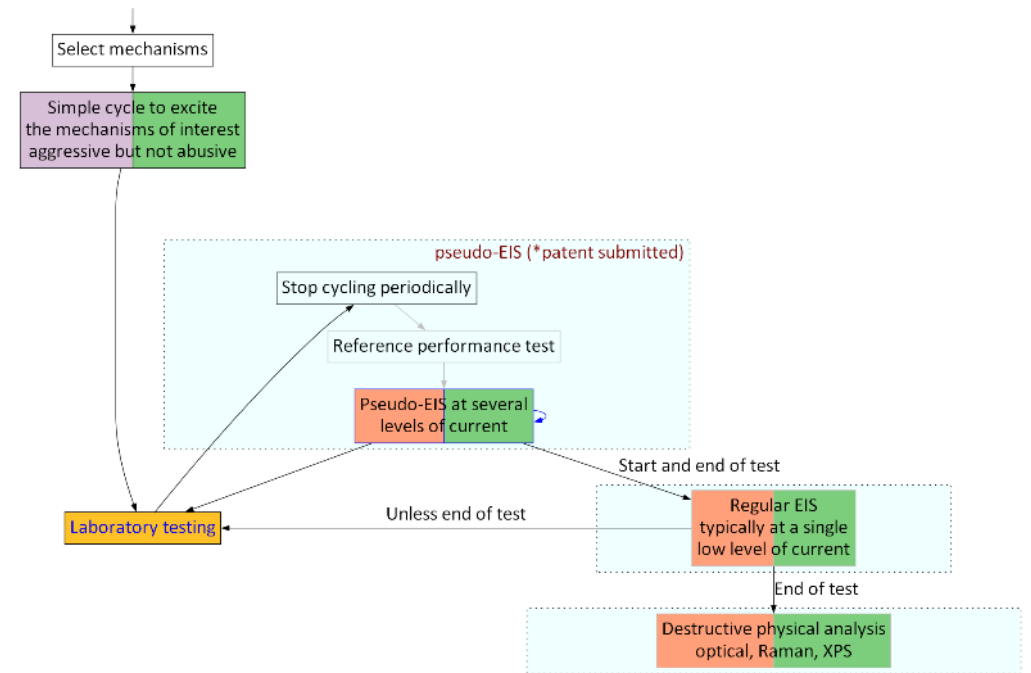 Select mechanisms
Simple cycle to excite
the mechanisms of interest
aggressive but not abusive
pseudo-EIS (*patent submitted)
Stop cycling periodically
Reference performance test
Pseudo-EIS at several
levels of current
Start and end of test
Regular EIS
typically at a single
low level of current
Unless end of test
Laboratory testing
End of test
Destructive physical analysis
optical, Raman, XPS